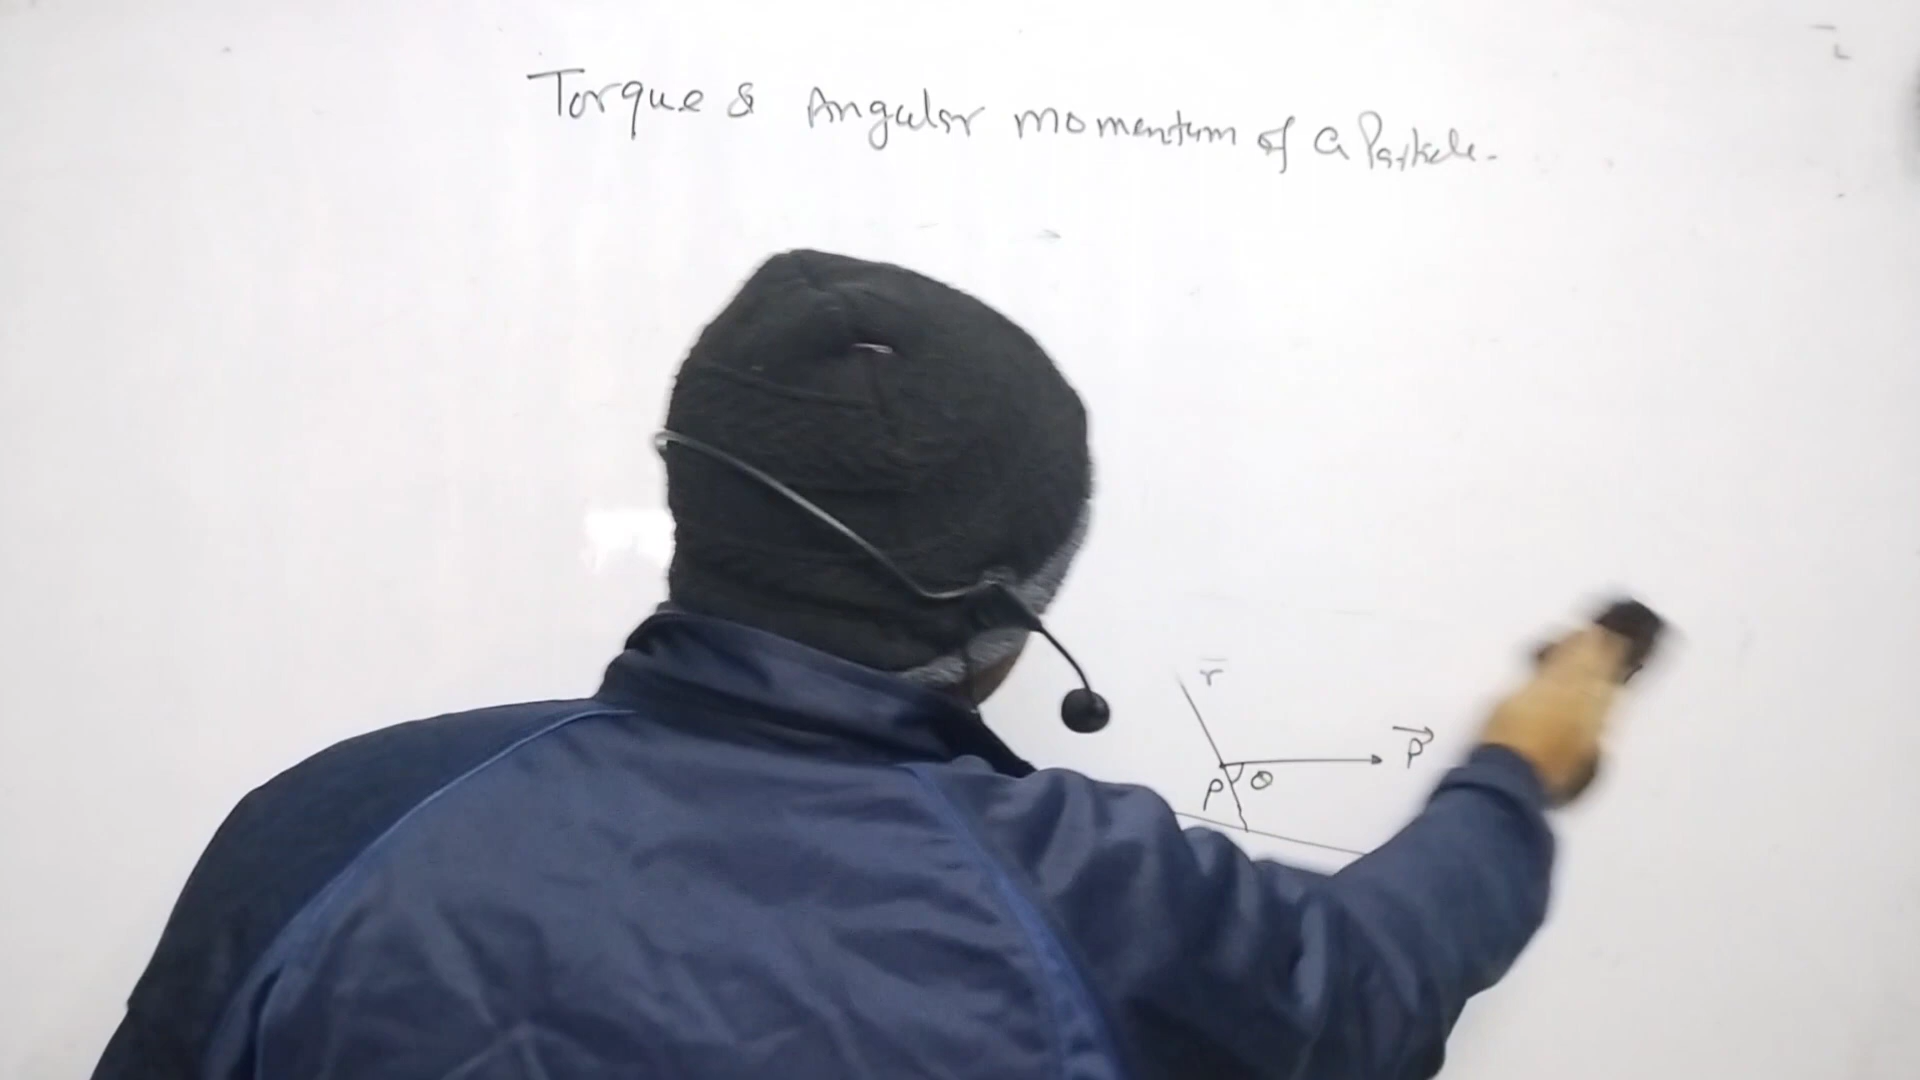 Torque & Angular momentum of a Particle.
r
P
P θ